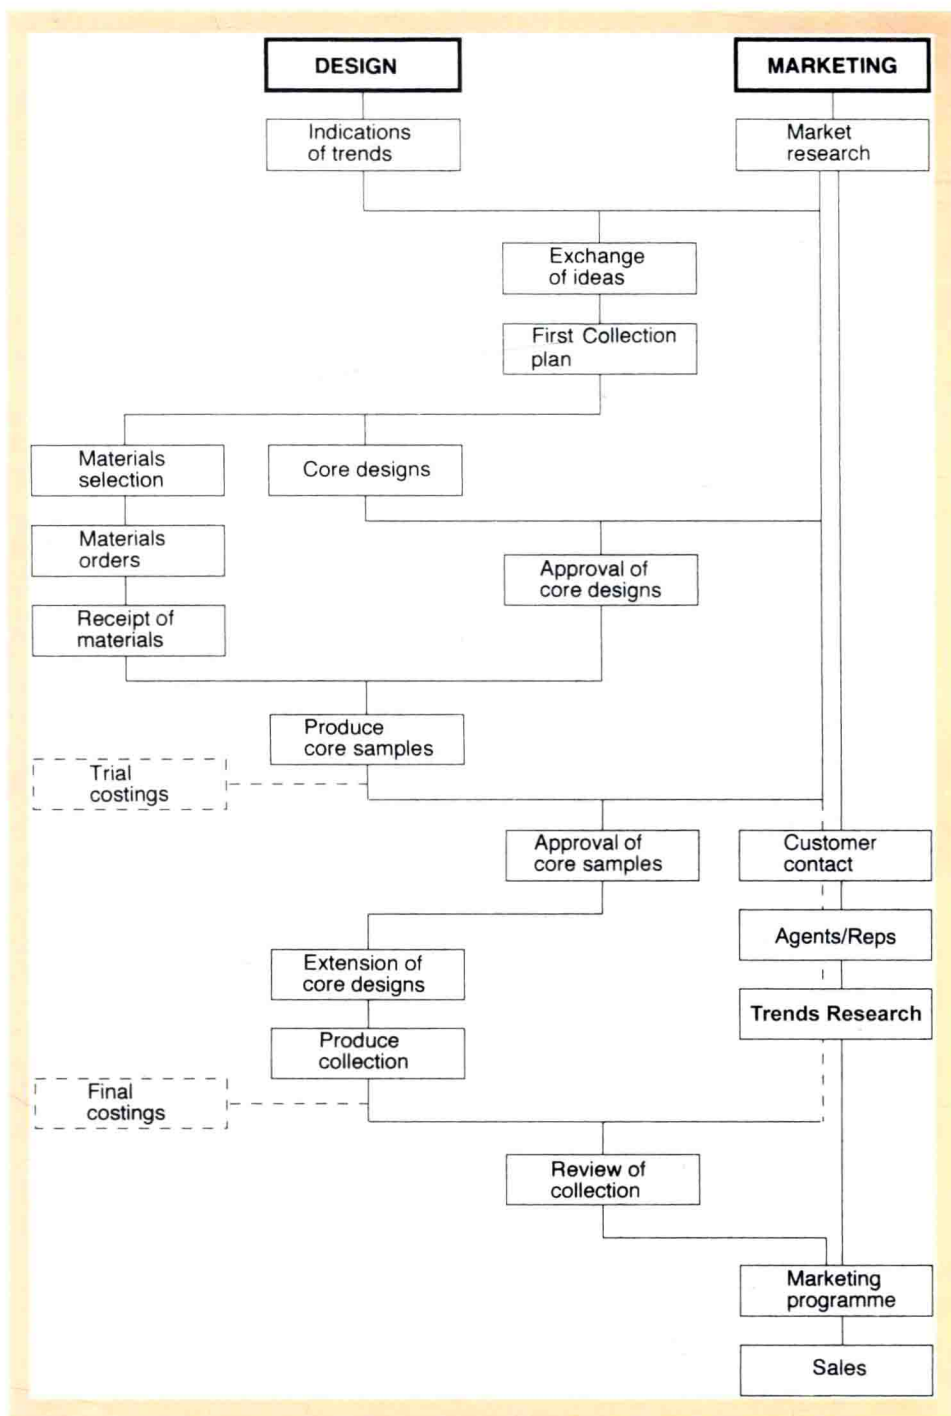 DESIGN
MARKETING
Indications
of trends
Market
research
Exchange
of ideas
First Collection
plan
Materials
selection
Core designs
Materials
orders
Approval of
core designs
Receipt of
materials
Produce
core samples
Trial
costings
Approval of
core samples
Customer
contact
Agents/Reps
Extension of
core designs
Trends Research
Produce
collection
Final
costings
Review of
collection
Marketing
programme
Sales